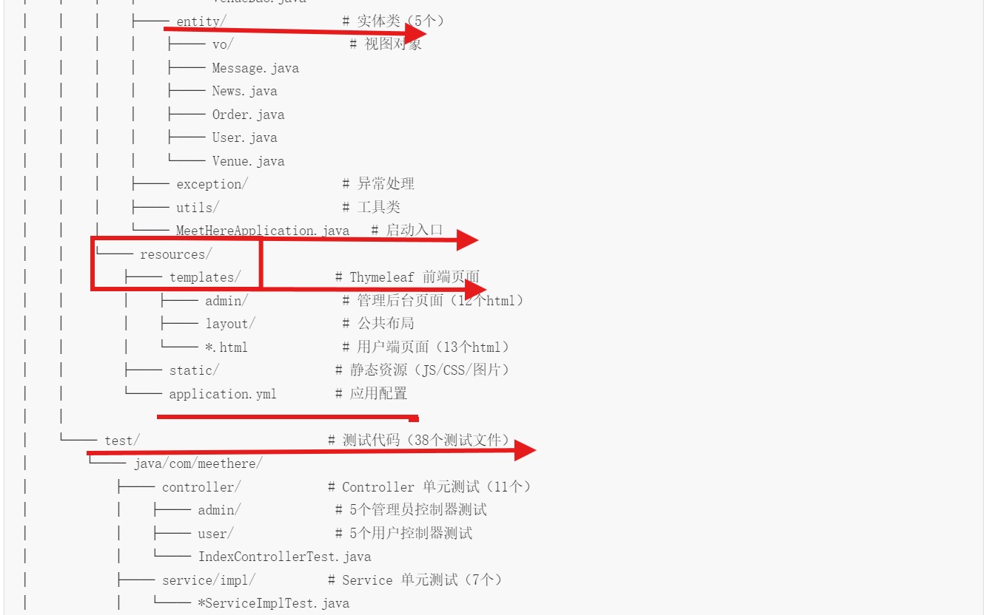 │ │ │ │ VenueDao.java
│ │ │ ├── entity/ # 实体类（5个）
│ │ │ │ ├── vo/ # 视图对象
│ │ │ │ ├── Message.java
│ │ │ │ ├── News.java
│ │ │ │ ├── Order.java
│ │ │ │ ├── User.java
│ │ │ │ └── Venue.java
│ │ │ ├── exception/ # 异常处理
│ │ │ ├── utils/ # 工具类
│ │ │ └── MeetHereApplication.java # 启动入口
│ │ └── resources/
│ │ ├── templates/ # Thymeleaf 前端页面
│ │ │ ├── admin/ # 管理后台页面（12个html）
│ │ │ ├── layout/ # 公共布局
│ │ │ └── *.html # 用户端页面（13个html）
│ │ ├── static/ # 静态资源（JS/CSS/图片）
│ │ └── application.yml # 应用配置
│ │
│ └── test/ # 测试代码（38个测试文件）
│ └── java/com/meethere/
│ ├── controller/ # Controller 单元测试（11个）
│ │ ├── admin/ # 5个管理员控制器测试
│ │ ├── user/ # 5个用户控制器测试
│ │ └── IndexControllerTest.java
│ ├── service/impl/ # Service 单元测试（7个）
│ │ └── *ServiceImplTest.java